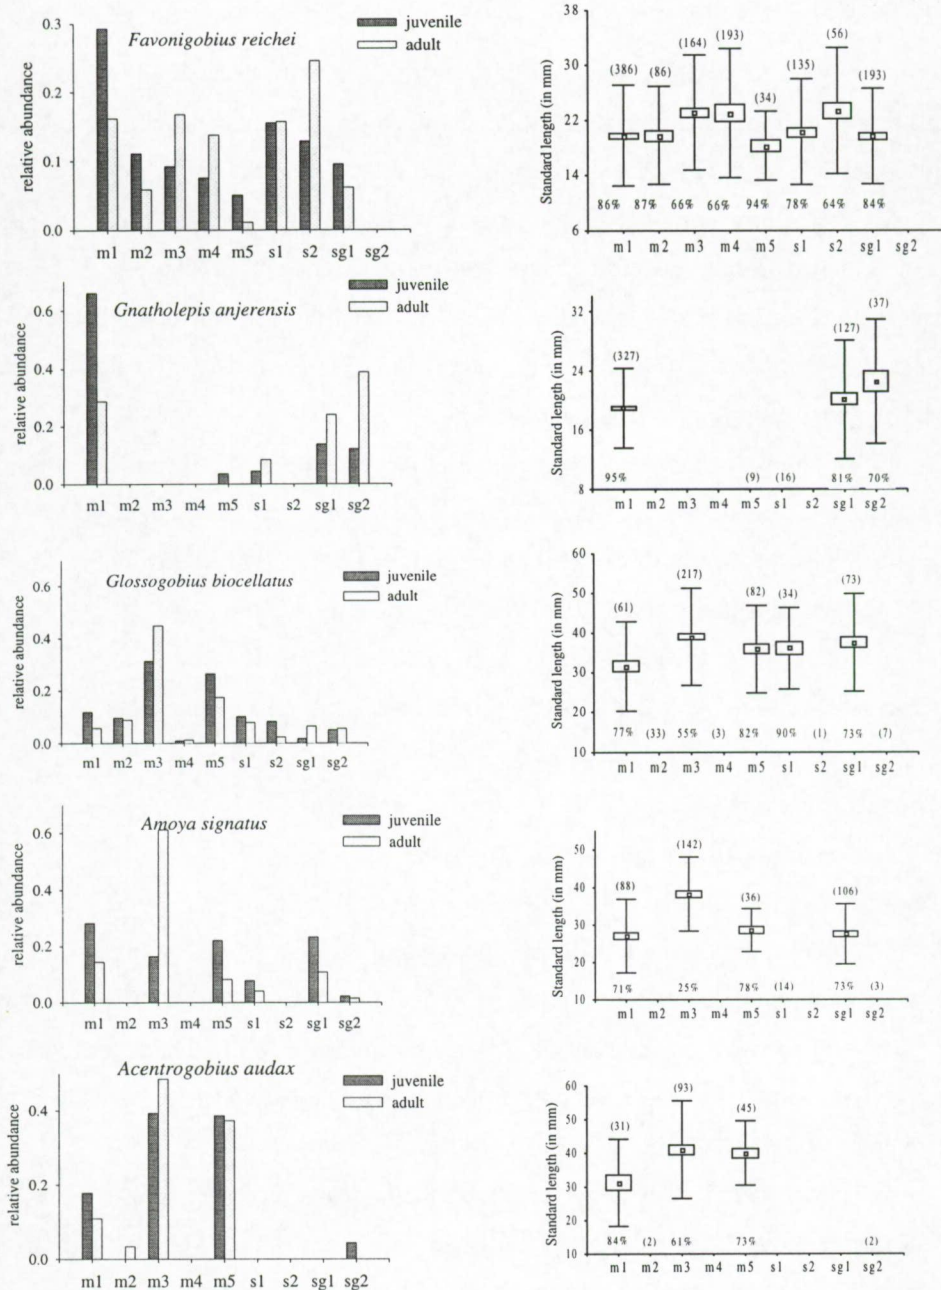 Favonigobius reichei
juvenile
adult
relative abundance
0.3
0.2
0.1
0.0
m1 m2 m3 m4 m5 s1 s2 sg1 sg2
Standard length (in mm)
38
30
22
14
6
(386) (86) (164) (193) (34) (135) (56) (193)
86% 87% 66% 66% 94% 78% 64% 84%
m1 m2 m3 m4 m5 s1 s2 sg1 sg2
Gnatholepis anjerensis
juvenile
adult
relative abundance
0.6
0.4
0.2
0.0
m1 m2 m3 m4 m5 s1 s2 sg1 sg2
Standard length (in mm)
32
24
16
8
(327) (127) (37)
95% (9) (16) 81% 70%
m1 m2 m3 m4 m5 s1 s2 sg1 sg2
Glossogobius biocellatus
juvenile
adult
relative abundance
0.6
0.4
0.2
0.0
m1 m2 m3 m4 m5 s1 s2 sg1 sg2
Standard length (in mm)
60
50
40
30
20
10
(61) (217) (82) (34) (73)
77% (33) 55% (3) 82% 90% (1) 73% (7)
m1 m2 m3 m4 m5 s1 s2 sg1 sg2
Amoya signatus
juvenile
adult
relative abundance
0.6
0.4
0.2
0.0
m1 m2 m3 m4 m5 s1 s2 sg1 sg2
Standard length (in mm)
50
40
30
20
10
(88) (142) (36) (106)
71% 25% 78% (14) 73% (3)
m1 m2 m3 m4 m5 s1 s2 sg1 sg2
Acentrogobius audax
juvenile
adult
relative abundance
0.4
0.2
0.0
m1 m2 m3 m4 m5 s1 s2 sg1 sg2
Standard length (in mm)
60
50
40
30
20
10
(31) (93) (45)
84% (2) 61% 73% (2)
m1 m2 m3 m4 m5 s1 s2 sg1 sg2